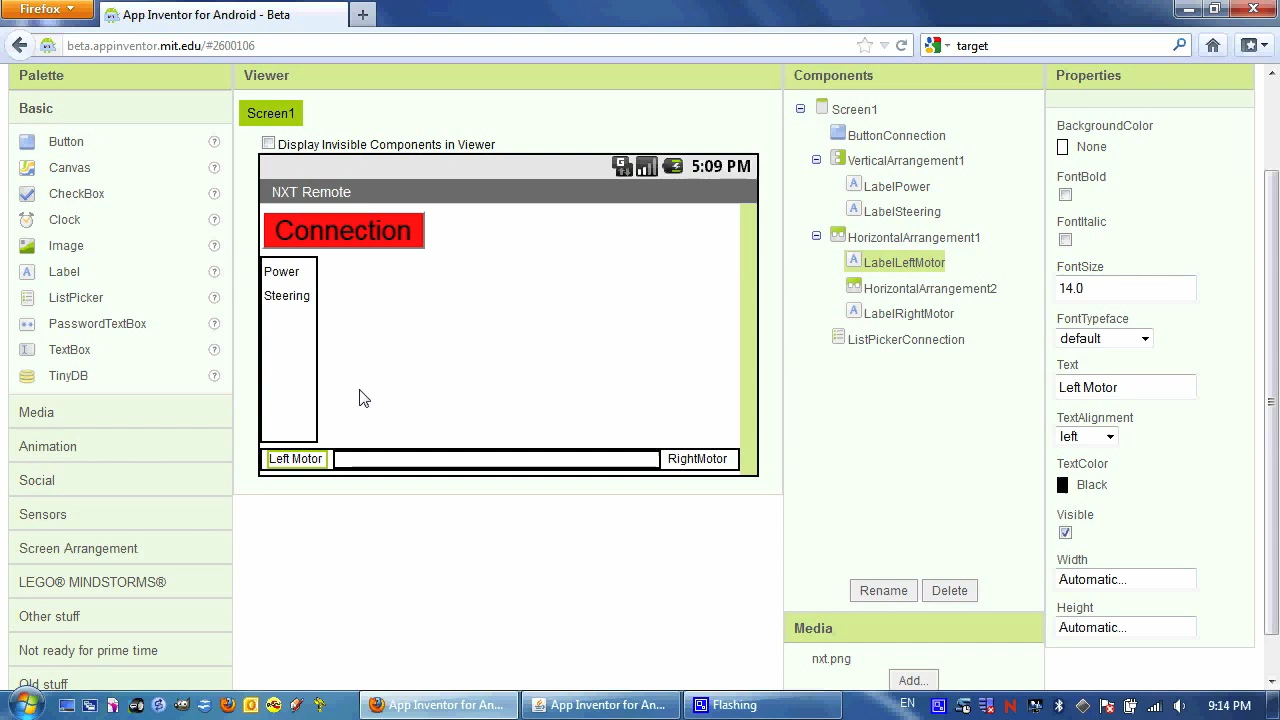 Firefox
App Inventor for Android - Beta
beta.appinventor.mit.edu/#2600106
target
Palette
Basic
Button
?
Canvas
?
CheckBox
?
Clock
?
Image
?
Label
?
ListPicker
?
PasswordTextBox
?
TextBox
?
TinyDB
?
Media
Animation
Social
Sensors
Screen Arrangement
LEGO® MINDSTORMS®
Other stuff
Not ready for prime time
Old stuff
Viewer
Screen1
Display Invisible Components in Viewer
5:09 PM
NXT Remote
Connection
Power
Steering
Left Motor
RightMotor
Components
Screen1
ButtonConnection
VerticalArrangement1
LabelPower
LabelSteering
HorizontalArrangement1
LabelLeftMotor
HorizontalArrangement2
LabelRightMotor
ListPickerConnection
Rename
Delete
Media
nxt.png
Add...
Properties
BackgroundColor
None
FontBold
FontItalic
FontSize
14.0
FontTypeface
default
Text
Left Motor
TextAlignment
left
TextColor
Black
Visible
Width
Automatic...
Height
Automatic...
App Inventor for An...
App Inventor for An...
Flashing
EN
9:14 PM